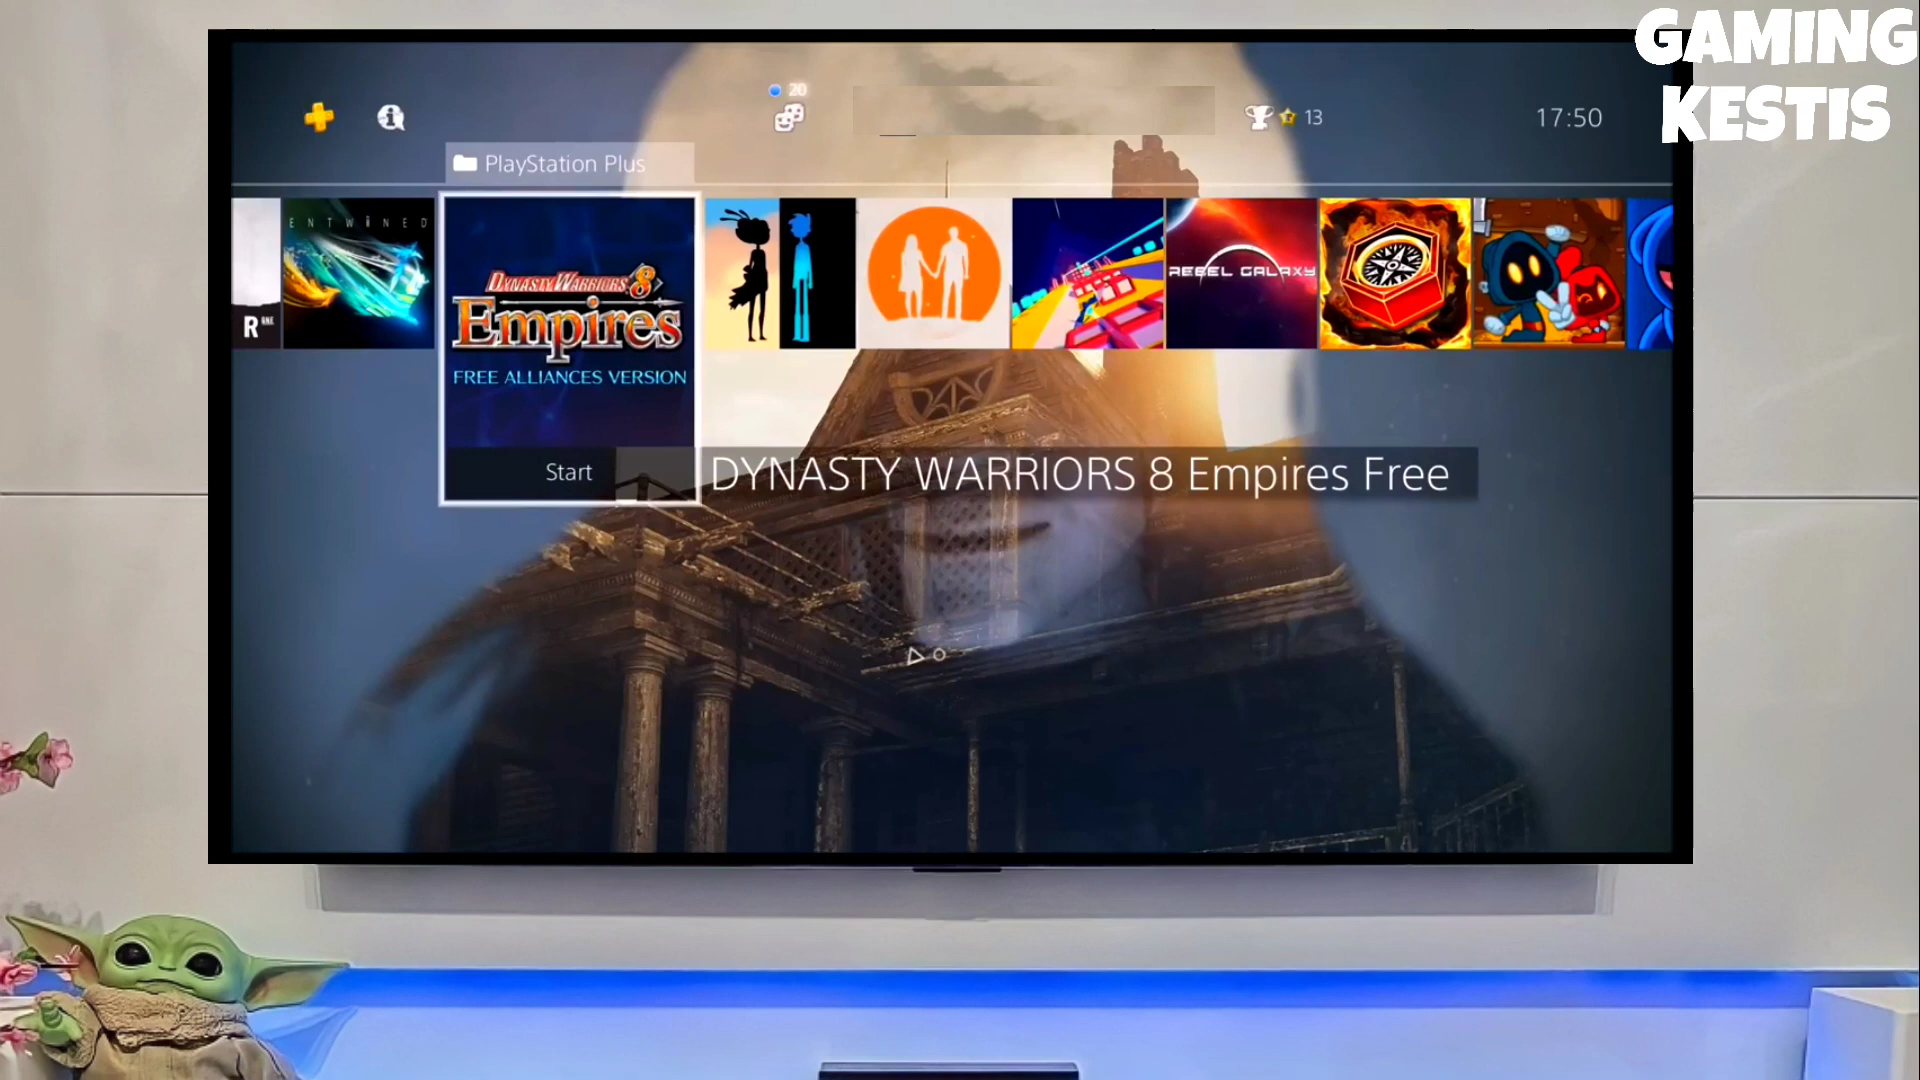 GAMING
KESTIS
20
13
17:50
PlayStation Plus
ENTWINED
R
DYNASTY WARRIORS 8
Empires
FREE ALLIANCES VERSION
REBEL GALAXY
Start
DYNASTY WARRIORS 8 Empires Free